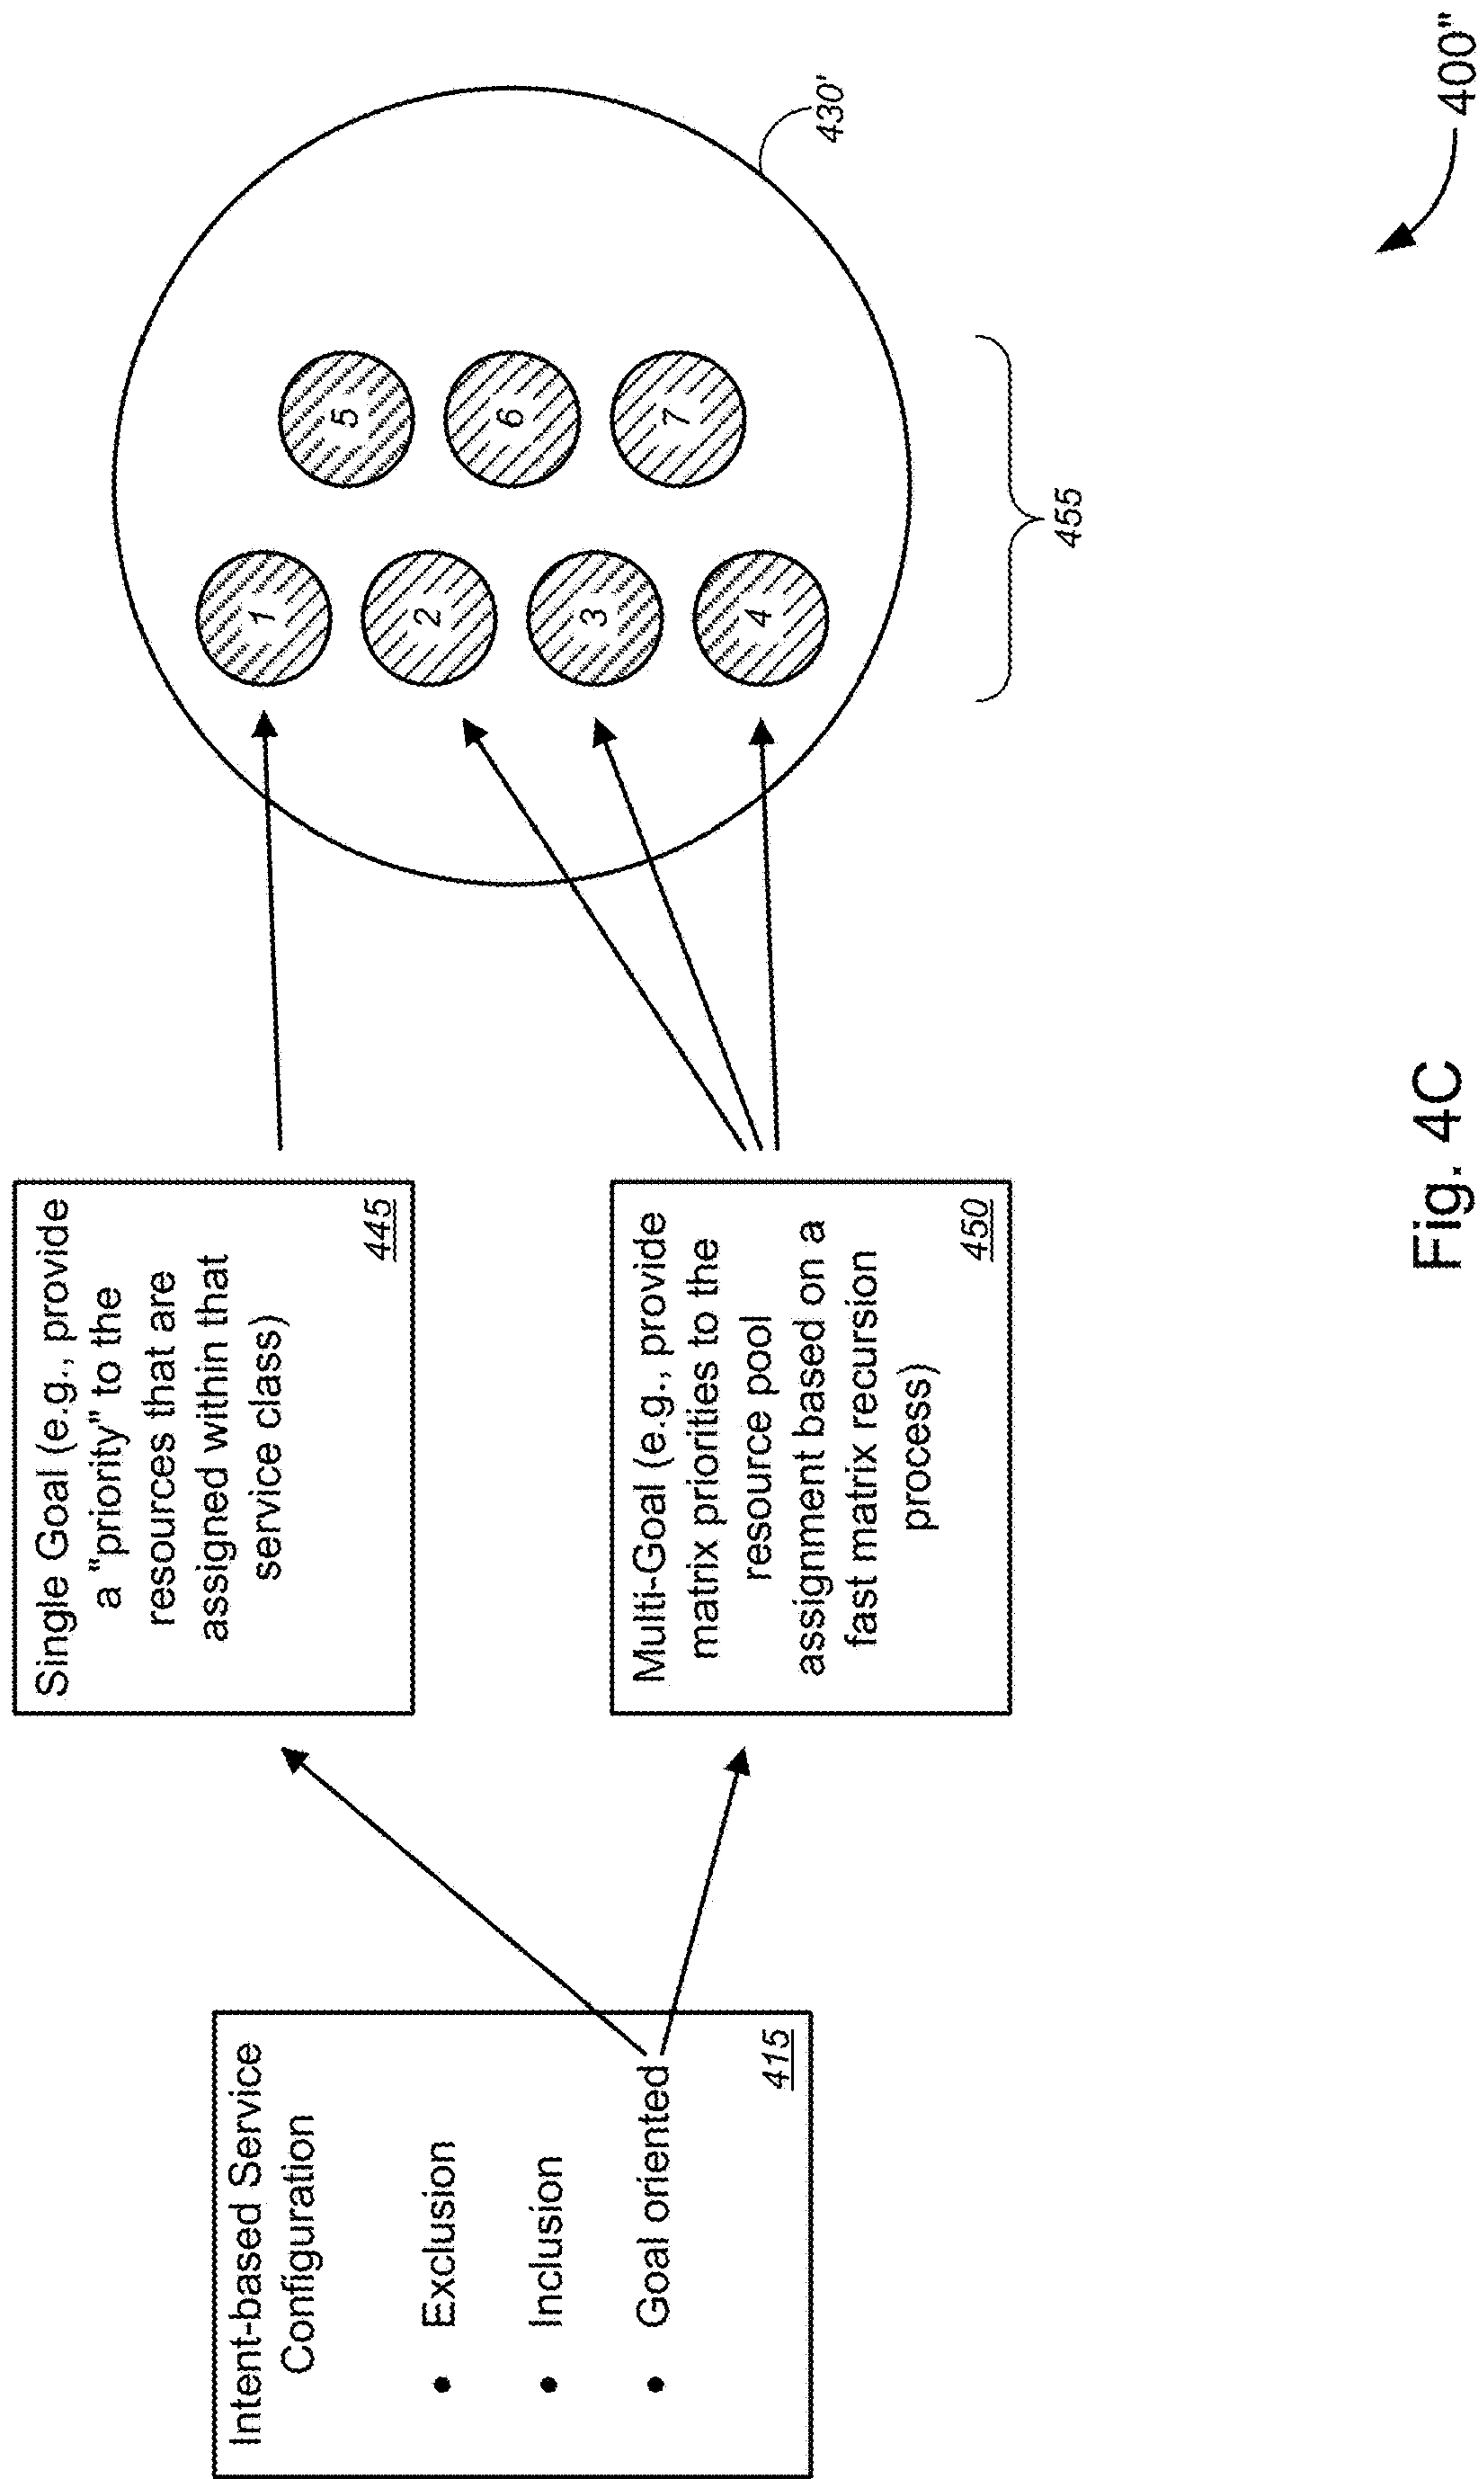 Intent-based Service
Configuration
• Exclusion
• Inclusion
• Goal oriented
415
Single Goal (e.g., provide
a "priority" to the
resources that are
assigned within that
service class)
445
Multi-Goal (e.g., provide
matrix priorities to the
resource pool
assignment based on a
fast matrix recursion
process)
450
1
2
3
4
5
6
7
430'
455
400"
Fig. 4C